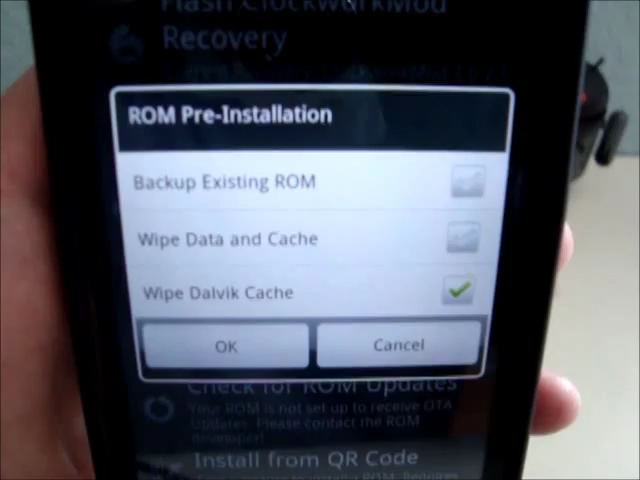 Flash ClockworkMod
Recovery
ROM Pre-Installation
Backup Existing ROM
Wipe Data and Cache
Wipe Dalvik Cache
OK
Cancel
Check for ROM Updates
Your ROM is not set up to receive OTA
Updates. Please contact the ROM
developer!
Install from QR Code